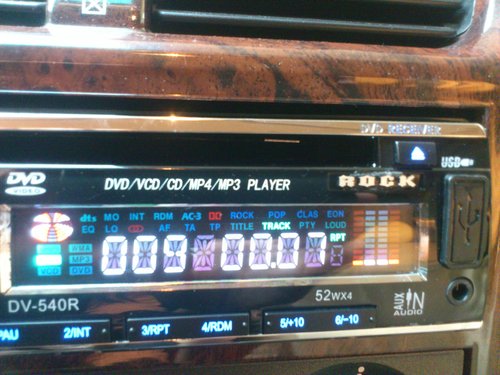 DVD RECEIVER
DVD VIDEO
DVD/VCD/CD/MP4/MP3 PLAYER
ROCK
USB
dts MO INT RDM AC-3 ROCK POP CLAS EON
EQ LO AF TA TP TITLE TRACK PTY LOUD
WMA
MP3
VCD DVD
RPT
DV-540R
52WX4
AUX IN
AUDIO
PAU 2/INT 3/RPT 4/RDM 5/+10 6/-10